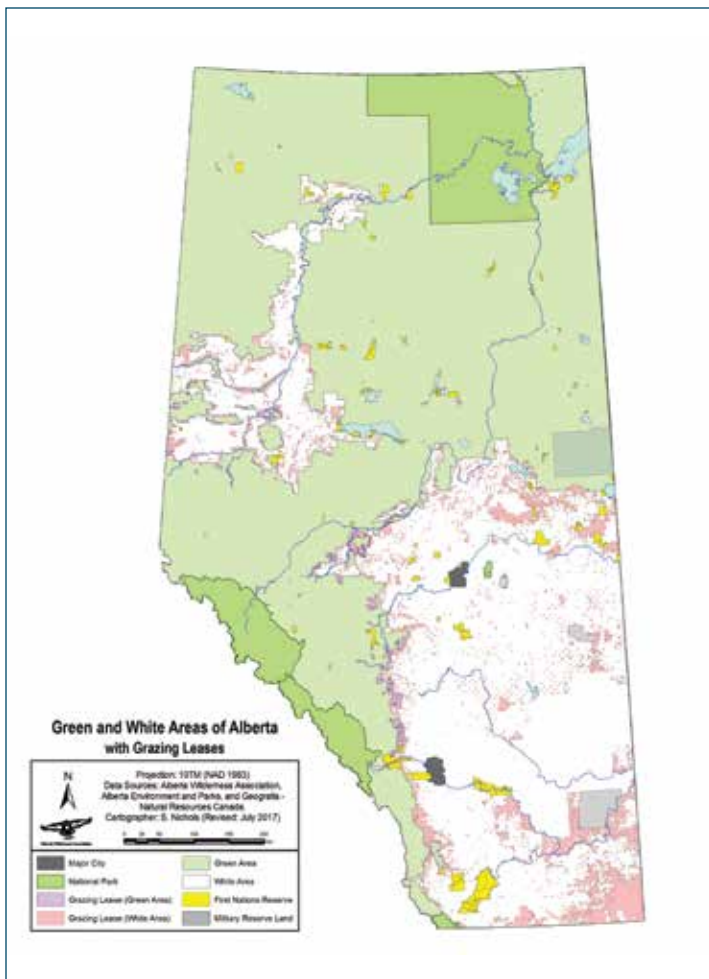 Green and White Areas of Alberta
with Grazing Leases
N
Projection: 10TM (NAD 1983)
Data Sources: Alberta Wilderness Association,
Alberta Environment and Parks, and Geogratis -
Natural Resources Canada.
Cartographer: S. Nichols (Revised: July 2017)
Major City
National Park
Grazing Lease (Green Area)
Grazing Lease (White Area)
Green Area
White Area
First Nations Reserve
Military Reserve Land